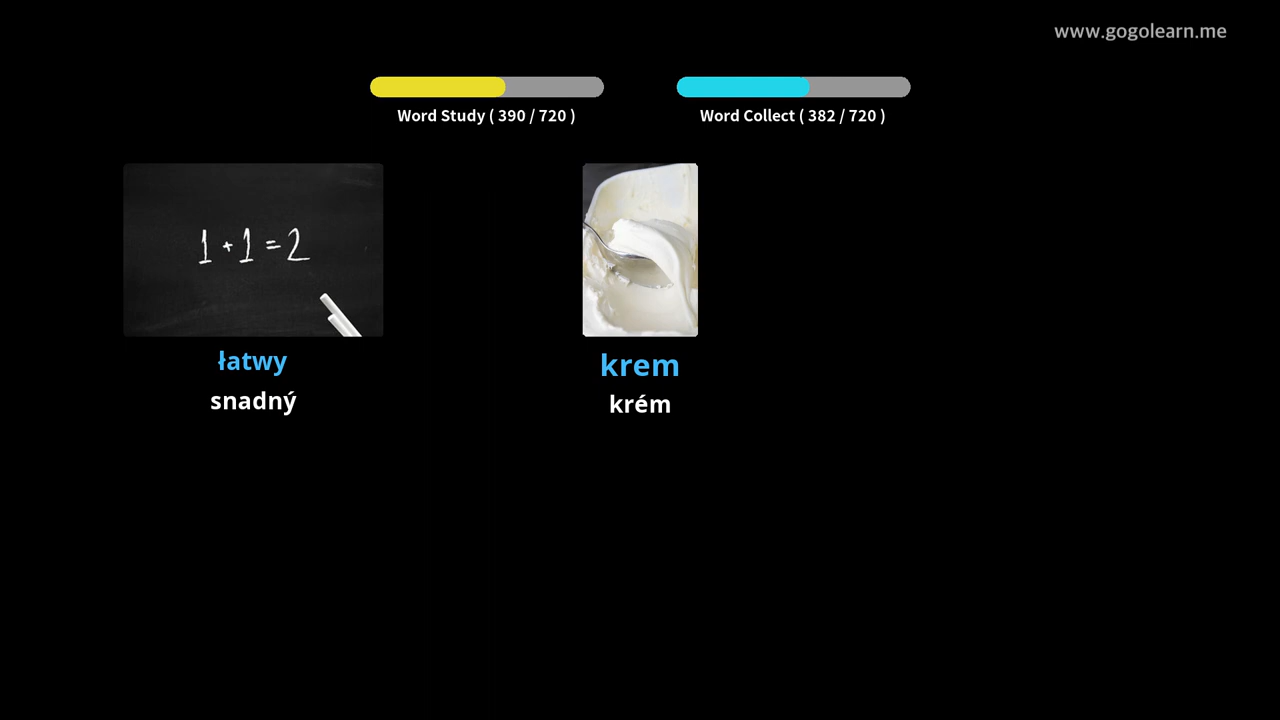 www.gogolearn.me
Word Study ( 390 / 720 )
Word Collect ( 382 / 720 )
1 + 1 = 2
łatwy
snadný
krem
krém